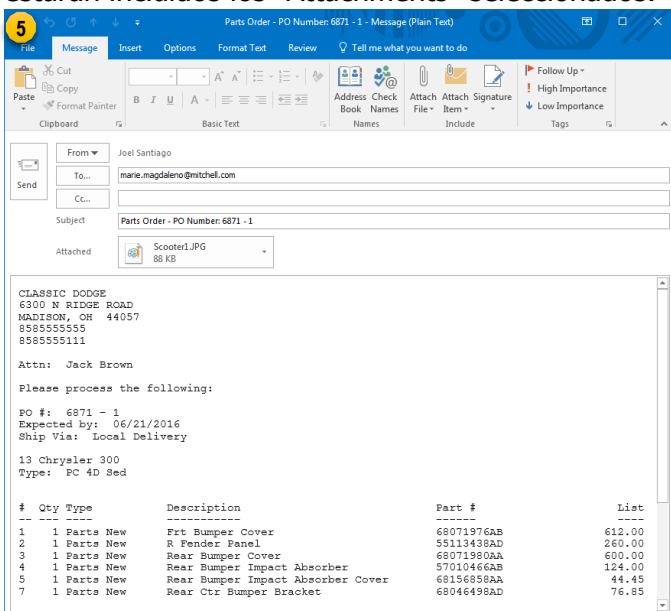 estarán incluidos los "Attachments" seleccionados.
5
Parts Order - PO Number: 6871 - 1 - Message (Plain Text)
File Message Insert Options Format Text Review Tell me what you want to do
Paste
Cut
Copy
Format Painter
Clipboard
B I U A
Basic Text
Address Book
Check Names
Names
Attach File
Attach Item
Signature
Include
Follow Up
High Importance
Low Importance
Tags
Send
From Joel Santiago
To... marie.magdaleno@mitchell.com
Cc...
Subject Parts Order - PO Number: 6871 - 1
Attached Scooter1.JPG
88 KB
CLASSIC DODGE
6300 N RIDGE ROAD
MADISON, OH 44057
8585555555
8585555111
Attn: Jack Brown
Please process the following:
PO #: 6871 - 1
Expected by: 06/21/2016
Ship Via: Local Delivery
13 Chrysler 300
Type: PC 4D Sed
# Qty Type Description Part # List
-- --- ---- ----------- ------ ----
1 1 Parts New Frt Bumper Cover 68071976AB 612.00
2 1 Parts New R Fender Panel 55113438AD 260.00
3 1 Parts New Rear Bumper Cover 68071980AA 600.00
4 1 Parts New Rear Bumper Impact Absorber 57010466AB 124.00
5 1 Parts New Rear Bumper Impact Absorber Cover 68156858AA 44.45
7 1 Parts New Rear Ctr Bumper Bracket 68046498AD 76.85